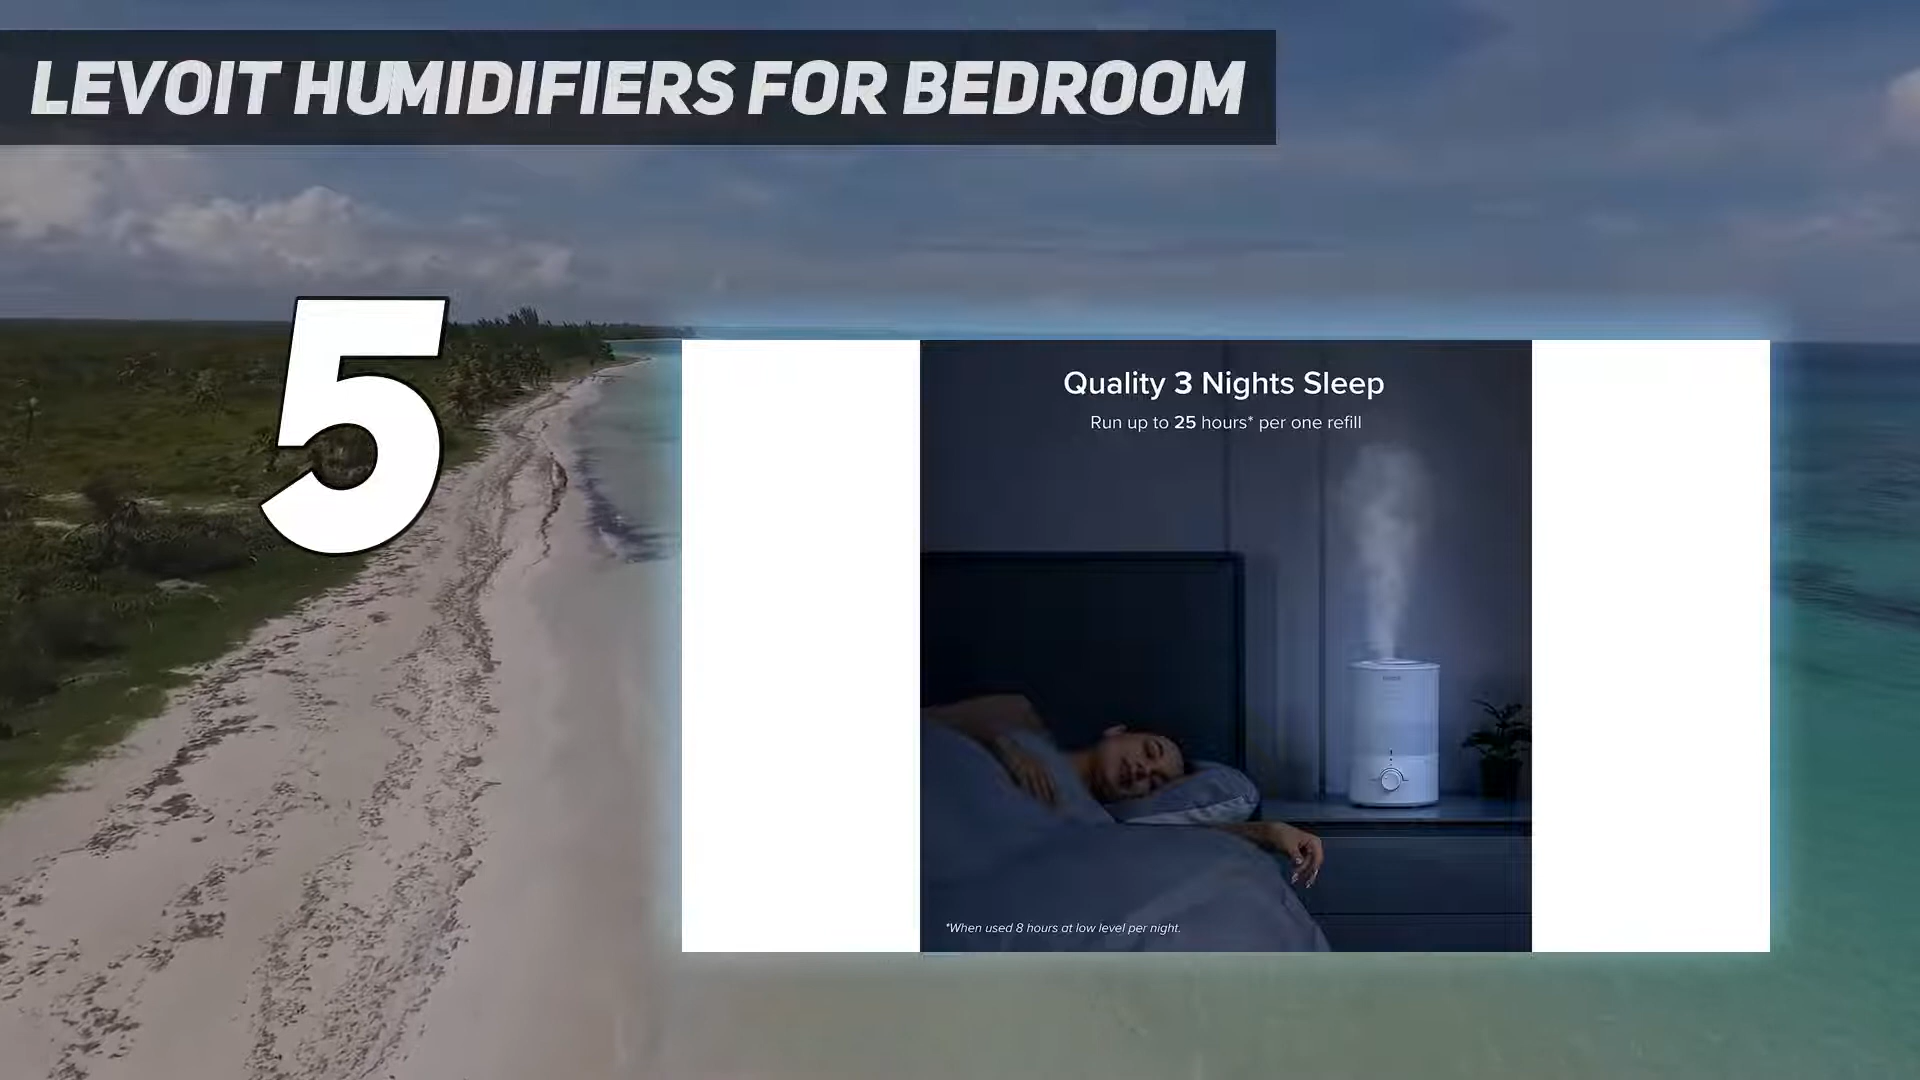 LEVOIT HUMIDIFIERS FOR BEDROOM
5
Quality 3 Nights Sleep
Run up to 25 hours* per one refill
*When used 8 hours at low level per night.